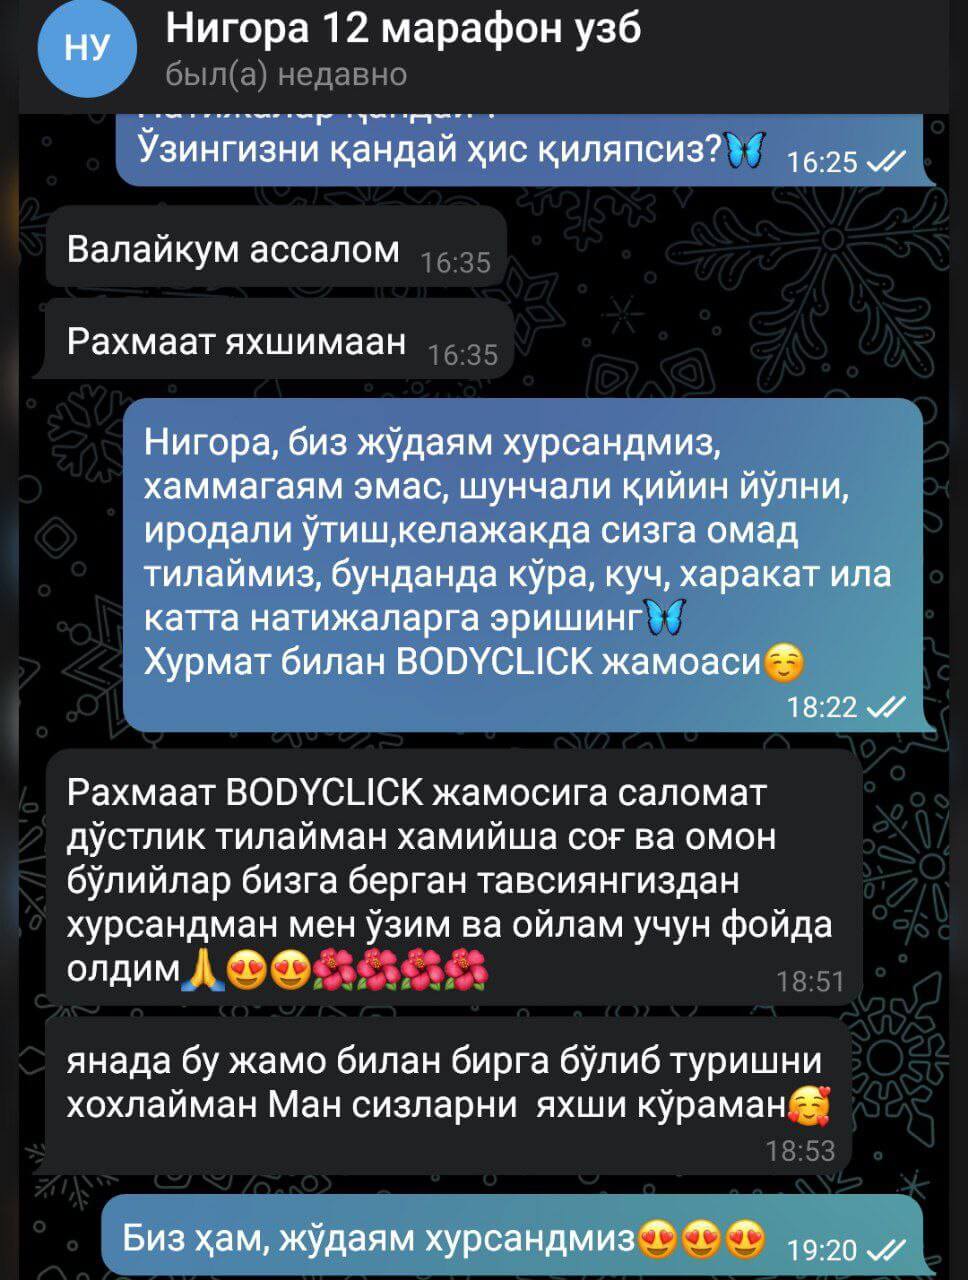 НУ
Нигора 12 марафон узб
был(а) недавно
Ўзингизни қандай ҳис қиляпсиз?🦋 16:25
Валайкум ассалом 16:35
Рахмаат яхшимаан 16:35
Нигора, биз жўдаям хурсандмиз,
хаммагаям эмас, шунчали қийин йўлни,
иродали ўтиш,келажакда сизга омад
тилаймиз, бунданда кўра, куч, харакат ила
катта натижаларга эришинг🦋
Хурмат билан BODYCLICK жамоаси☺️
18:22
Рахмаат BODYCLICK жамосига саломат
дўстлик тилайман хамийша соғ ва омон
бўлийлар бизга берган тавсиянгиздан
хурсандман мен ўзим ва ойлам учун фойда
олдим🙏😍😍🌺🌺🌺🌺 18:51
янада бу жамо билан бирга бўлиб туришни
хохлайман Ман сизларни яхши кўраман🥰
18:53
Биз ҳам, жўдаям хурсандмиз😍😍😍 19:20